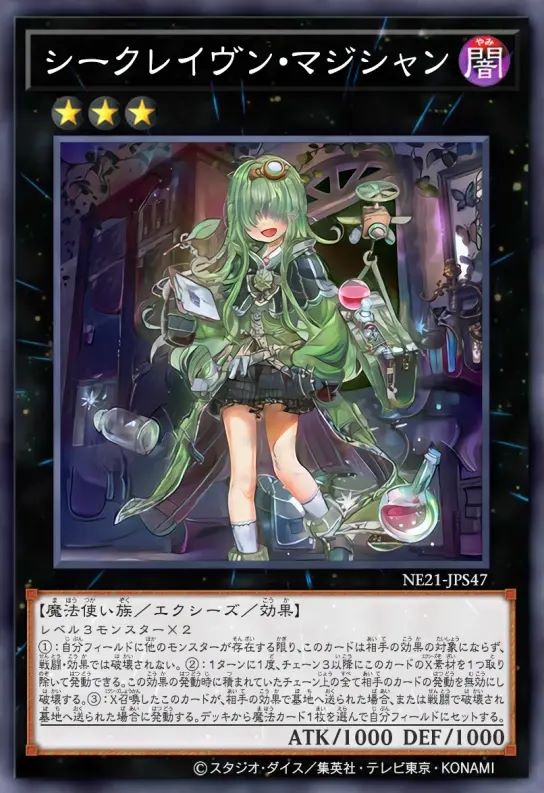 シークレイヴン・マジシャン
闇
NE21-JPS47
【魔法使い族／エクシーズ／効果】
レベル３モンスター×２
①：自分フィールドに他のモンスターが存在する限り、このカードは相手の効果の対象にならず、
戦闘・効果では破壊されない。②：1ターンに1度、チェーン3以降にこのカードのX素材を1つ取り
除いて発動できる。この効果の発動時に積まれていたチェーン上の全て相手のカードの発動を無効にし
破壊する。③：X召喚したこのカードが、相手の効果で墓地へ送られた場合、または戦闘で破壊され
墓地へ送られた場合に発動する。デッキから魔法カード1枚を選んで自分フィールドにセットする。
ATK/1000 DEF/1000
©スタジオ・ダイス／集英社・テレビ東京・KONAMI